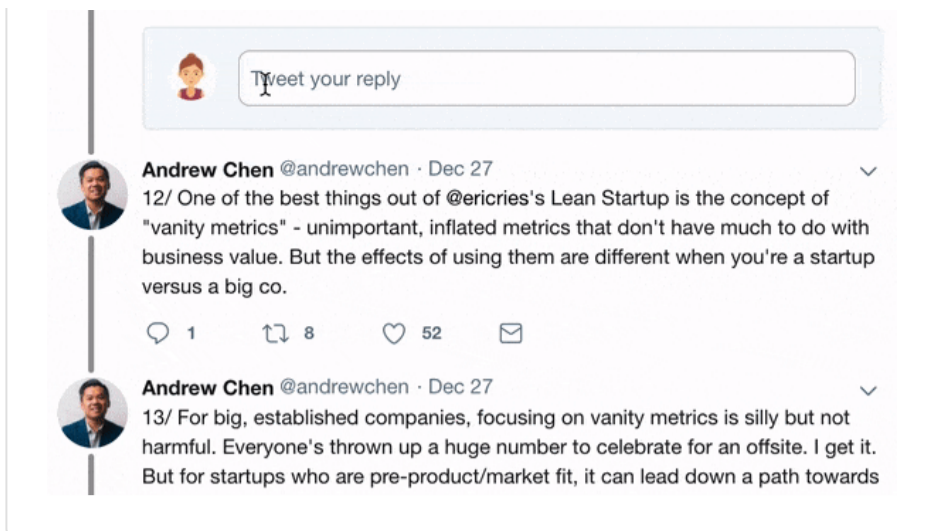 Tweet your reply
Andrew Chen @andrewchen · Dec 27
12/ One of the best things out of @ericries's Lean Startup is the concept of
"vanity metrics" - unimportant, inflated metrics that don't have much to do with
business value. But the effects of using them are different when you're a startup
versus a big co.
1 8 52
Andrew Chen @andrewchen · Dec 27
13/ For big, established companies, focusing on vanity metrics is silly but not
harmful. Everyone's thrown up a huge number to celebrate for an offsite. I get it.
But for startups who are pre-product/market fit, it can lead down a path towards